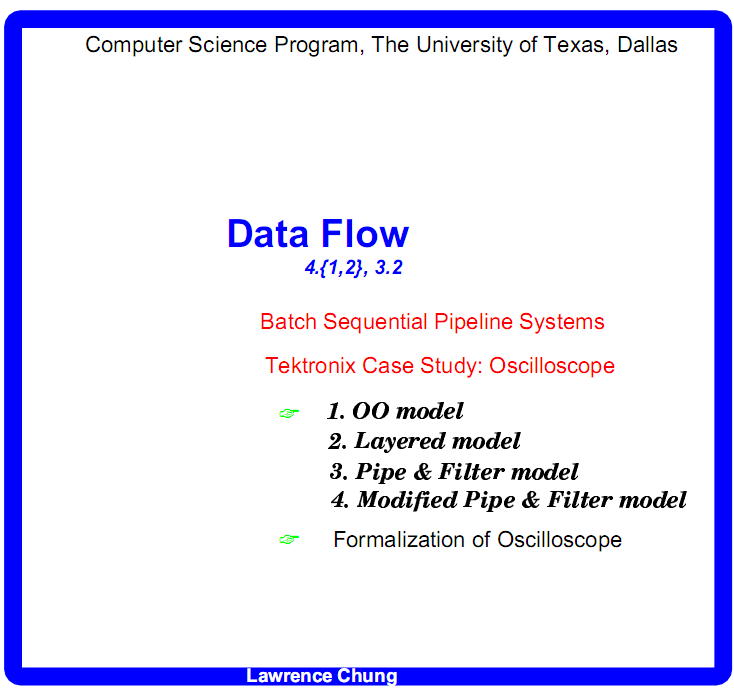 Computer Science Program, The University of Texas, Dallas
Data Flow
4.{1,2}, 3.2
Batch Sequential Pipeline Systems
Tektronix Case Study: Oscilloscope
☞ 1. OO model
2. Layered model
3. Pipe & Filter model
4. Modified Pipe & Filter model
☞ Formalization of Oscilloscope
Lawrence Chung